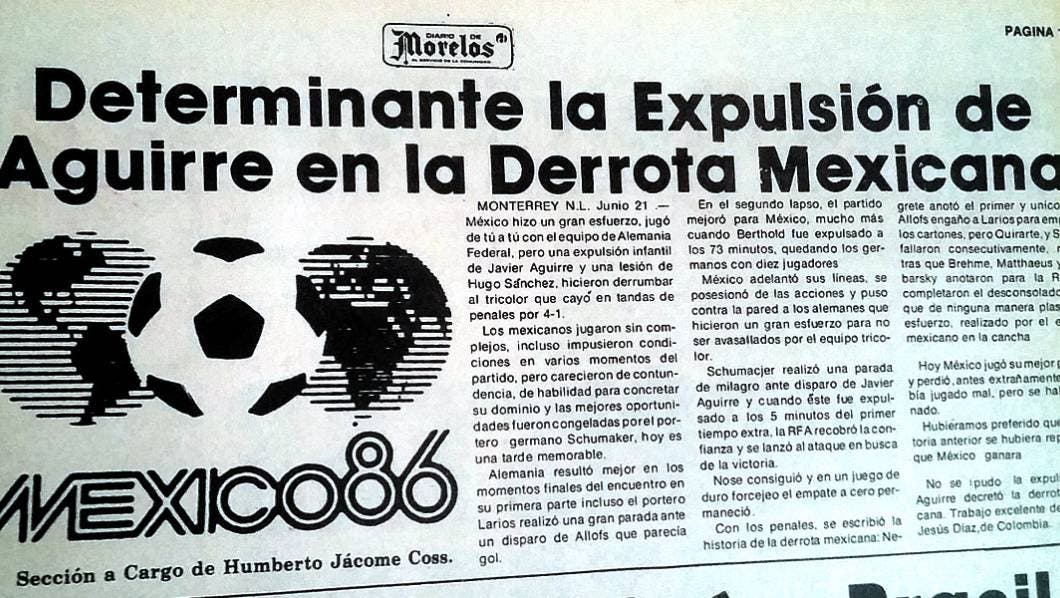 DIARIO DE
Morelos
AL SERVICIO DE LA COMUNIDAD
PAGINA
Determinante la Expulsión de
Aguirre en la Derrota Mexicana
MEXICO86
Sección a Cargo de Humberto Jácome Coss.
MONTERREY N.L. Junio 21 .—
México hizo un gran esfuerzo, jugó
de tú a tú con el equipo de Alemania
Federal, pero una expulsión infantil
de Javier Aguirre y una lesión de
Hugo Sánchez, hicieron derrumbar
al tricolor que cayó en tandas de
penales por 4-1.
Los mexicanos jugaron sin com-
plejos, incluso impusieron condi-
ciones en varios momentos del
partido, pero carecieron de contun-
dencia, de habilidad para concretar
su dominio y las mejores oportuni-
dades fueron congeladas por el por-
tero germano Schumaker, hoy es
una tarde memorable.
Alemania resultó mejor en los
momentos finales del encuentro en
su primera parte incluso el portero
Larios realizó una gran parada ante
un disparo de Allofs que parecía
gol.
En el segundo lapso, el partido
mejoró para México, mucho más
cuando Berthold fue expulsado a
los 73 minutos, quedando los ger-
manos con diez jugadores
México adelantó sus líneas, se
posesionó de las acciones y puso
contra la pared a los alemanes que
hicieron un gran esfuerzo para no
ser avasallados por el equipo trico-
lor.
Schumacjer realizó una parada
de milagro ante disparo de Javier
Aguirre y cuando éste fue expul-
sado a los 5 minutos del primer
tiempo extra, la RFA recobró la con-
fianza y se lanzó al ataque en busca
de la victoria.
Nose consiguió y en un juego de
duro forcejeo el empate a cero per-
maneció.
Con los penales, se escribió la
historia de la derrota mexicana: Ne-
grete anotó el primer y unico
Allofs engaño a Larios para
los cartones, pero Quirarte, y
fallaron consecutivamente,
tras que Brehme, Matthaeus y
barsky anotaron para la
completaron el desconsolado
que de ninguna manera
esfuerzo, realizado por el
mexicano en la cancha
Hoy México jugó su mejor
y perdió, antes extrañamente
bía jugado mal, pero se
nado.
Hubiéramos preferido que
toria anterior se hubiera
que México ganara
No se pudo la
Aguirre decretó la
cana. Trabajo excelente de
Jesús Díaz, de Colombia.
Brasil